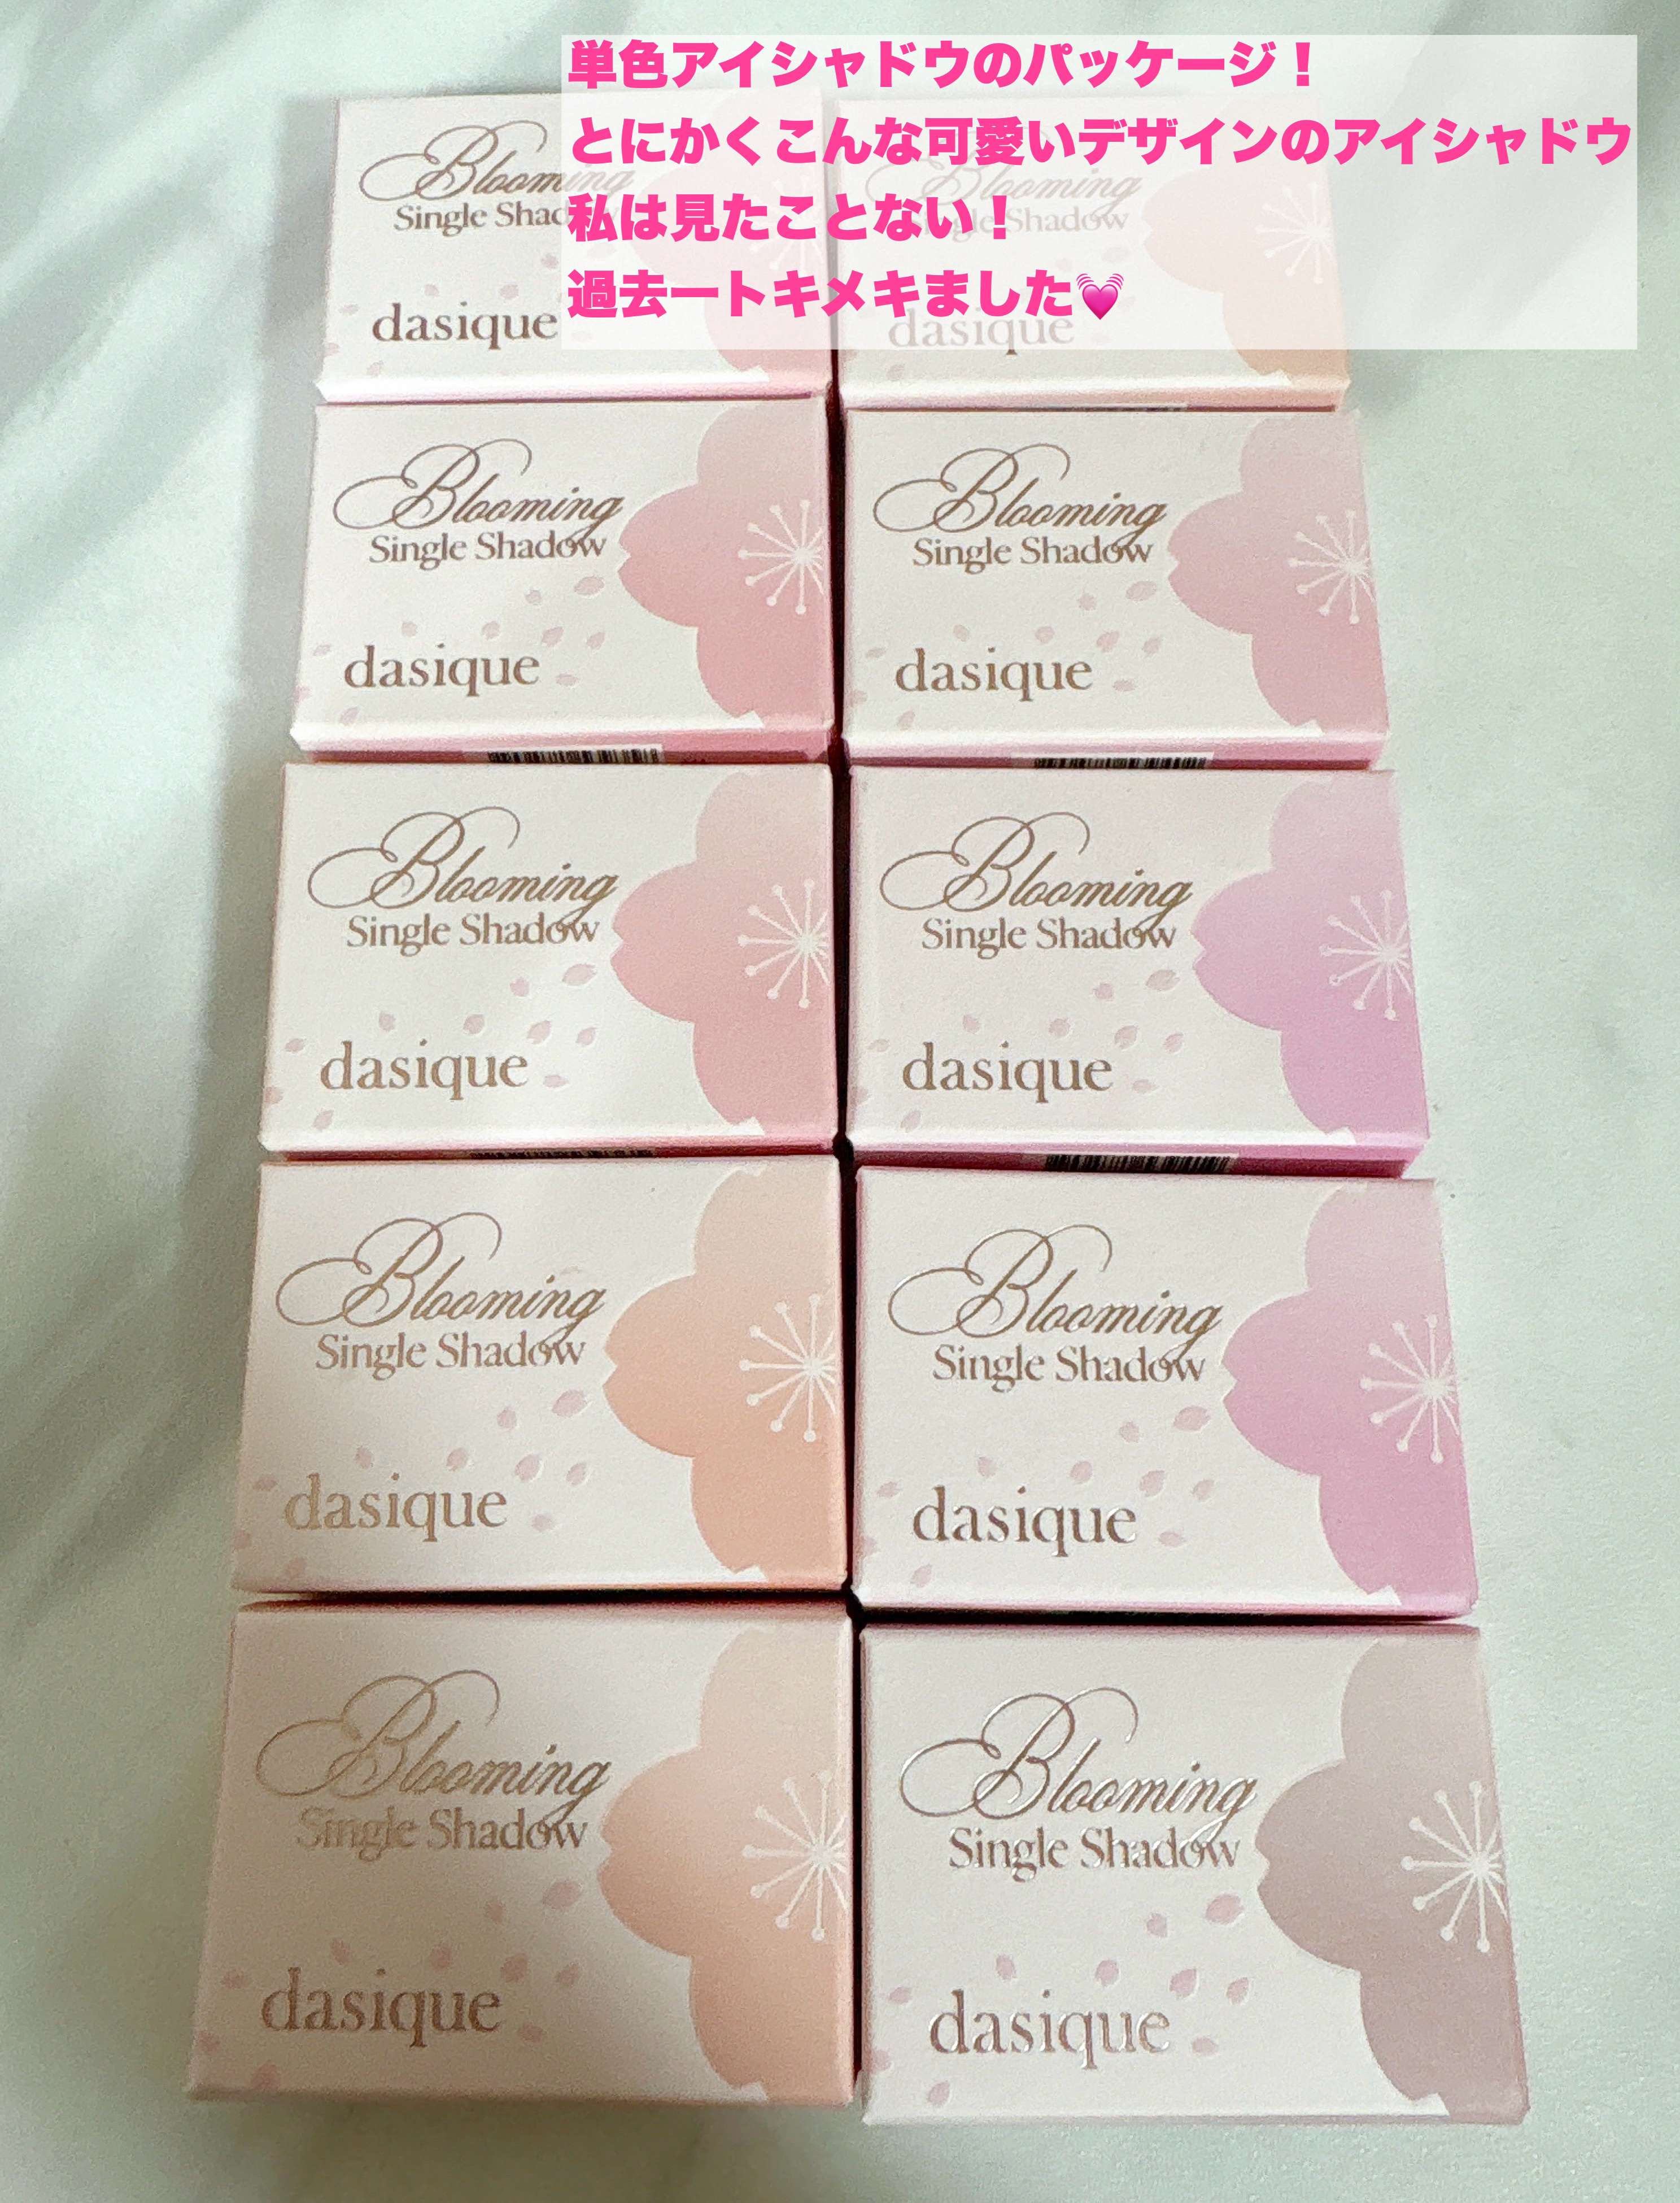 単色アイシャドウのパッケージ！
とにかくこんな可愛いデザインのアイシャドウ
私は見たことない！
過去一トキメキました💓
Blooming
Single Shadow
dasique
Blooming
Single Shadow
dasique
Blooming
Single Shadow
dasique
Blooming
Single Shadow
dasique
Blooming
Single Shadow
dasique
Blooming
Single Shadow
dasique
Blooming
Single Shadow
dasique
Blooming
Single Shadow
dasique
Blooming
Single Shadow
dasique
Blooming
Single Shadow
dasique